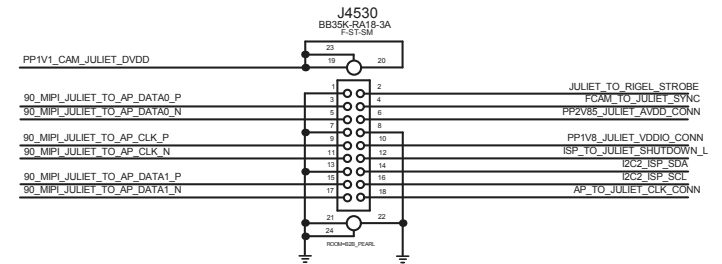 J4530
BB35K-RA18-3A
F-ST-SM
23
PP1V1_CAM_JULIET_DVDD 19 20
1 2 JULIET_TO_RIGEL_STROBE
90_MIPI_JULIET_TO_AP_DATA0_P 3 4 FCAM_TO_JULIET_SYNC
90_MIPI_JULIET_TO_AP_DATA0_N 5 6 PP2V85_JULIET_AVDD_CONN
7 8
90_MIPI_JULIET_TO_AP_CLK_P 9 10 PP1V8_JULIET_VDDIO_CONN
90_MIPI_JULIET_TO_AP_CLK_N 11 12 ISP_TO_JULIET_SHUTDOWN_L
13 14 I2C2_ISP_SDA
90_MIPI_JULIET_TO_AP_DATA1_P 15 16 I2C2_ISP_SCL
90_MIPI_JULIET_TO_AP_DATA1_N 17 18 AP_TO_JULIET_CLK_CONN
21 22
24
ROOM=B2B_PEARL